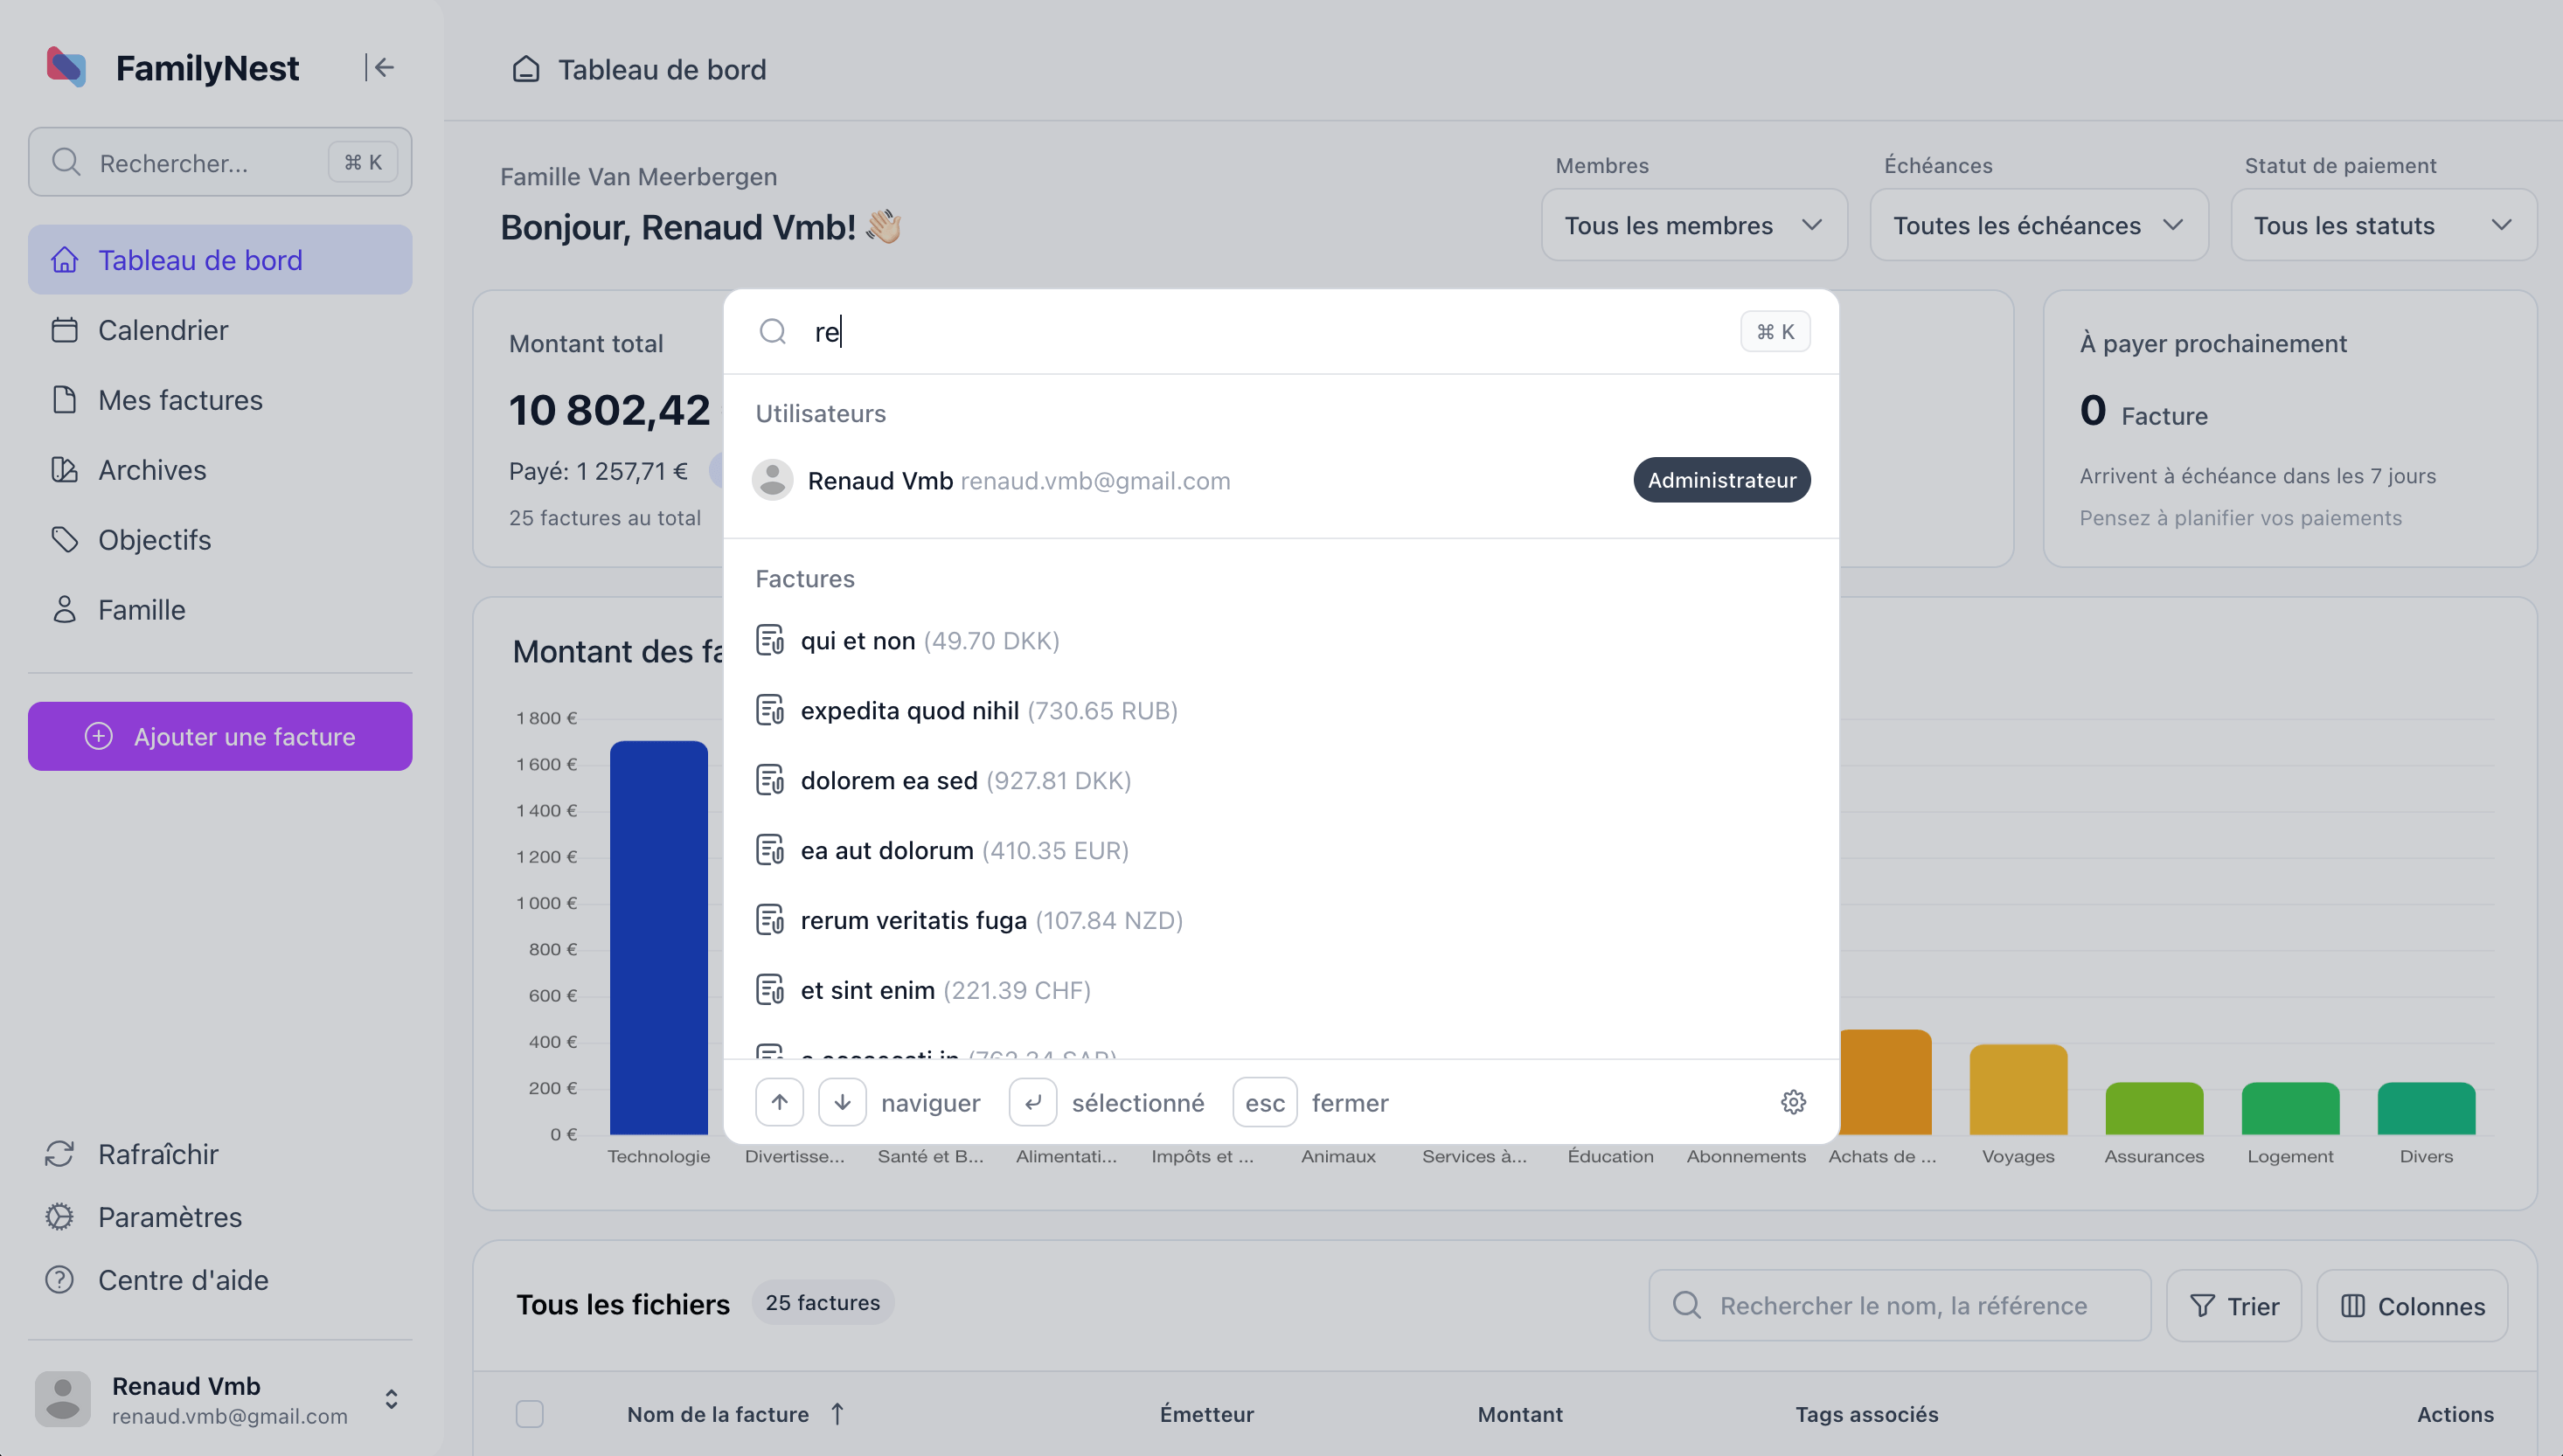 FamilyNest
Rechercher...
⌘ K
Tableau de bord
Calendrier
Mes factures
Archives
Objectifs
Famille
Ajouter une facture
Rafraîchir
Paramètres
Centre d'aide
Renaud Vmb
renaud.vmb@gmail.com
Tableau de bord
Famille Van Meerbergen
Bonjour, Renaud Vmb! 👋🏻
Membres
Tous les membres
Échéances
Toutes les échéances
Statut de paiement
Tous les statuts
Montant total
10 802,42
Payé: 1 257,71 €
25 factures au total
À payer prochainement
0 Facture
Arrivent à échéance dans les 7 jours
Pensez à planifier vos paiements
re
⌘ K
Utilisateurs
Renaud Vmb renaud.vmb@gmail.com
Administrateur
Factures
qui et non (49.70 DKK)
expedita quod nihil (730.65 RUB)
dolorem ea sed (927.81 DKK)
ea aut dolorum (410.35 EUR)
rerum veritatis fuga (107.84 NZD)
et sint enim (221.39 CHF)
naviguer
sélectionné
esc fermer
Montant des
1 800 €
1 600 €
1 400 €
1 200 €
1 000 €
800 €
600 €
400 €
200 €
0 €
Technologie
Divertisse...
Santé et B...
Alimentati...
Impôts et ...
Animaux
Services à...
Éducation
Abonnements
Achats de ...
Voyages
Assurances
Logement
Divers
Tous les fichiers
25 factures
Rechercher le nom, la référence
Trier
Colonnes
Nom de la facture ↑
Émetteur
Montant
Tags associés
Actions